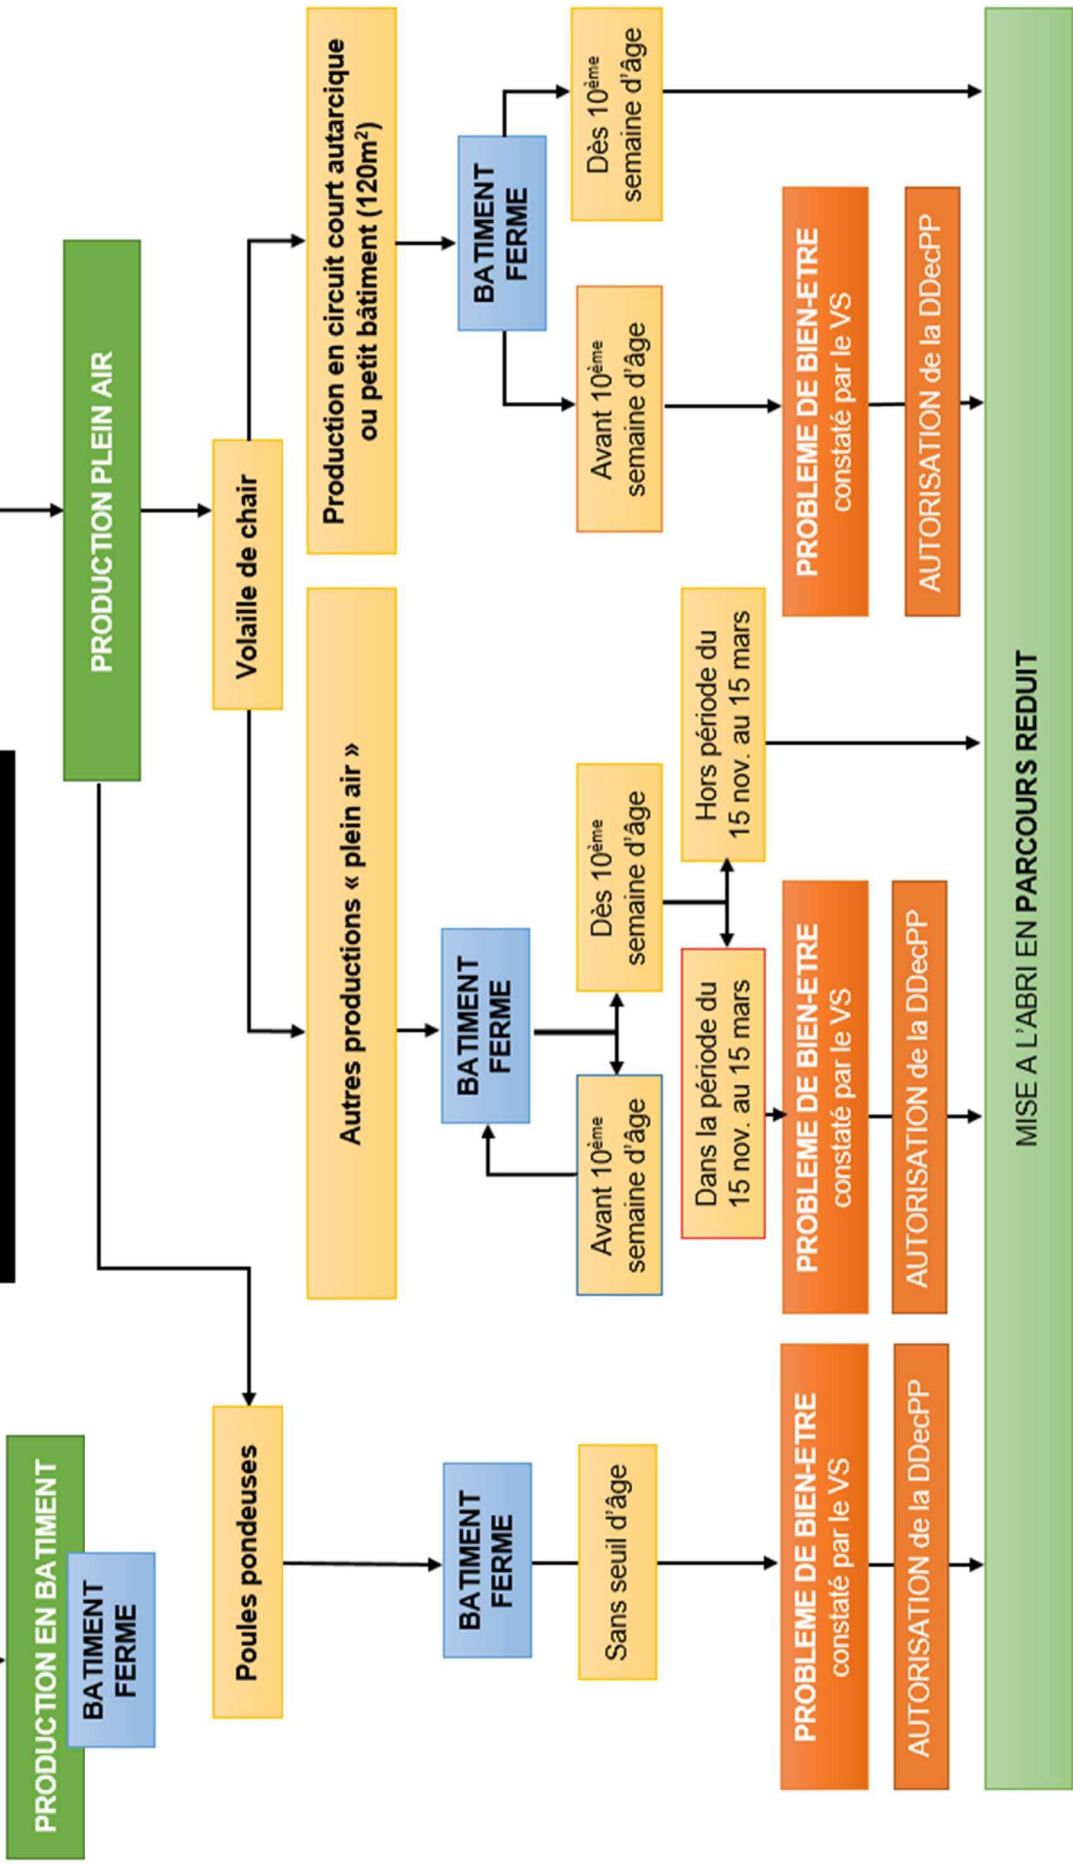 PRODUCTION EN BATIMENT
BATIMENT
FERME
PRODUCTION PLEIN AIR
Poules pondeuses
Volaille de chair
Autres productions « plein air »
Production en circuit court autarcique
ou petit bâtiment (120m²)
BATIMENT
FERME
BATIMENT
FERME
BATIMENT
FERME
Sans seuil d'âge
Avant 10ème
semaine d'âge
Dès 10ème
semaine d'âge
Avant 10ème
semaine d'âge
Dès 10ème
semaine d'âge
Dans la période du
15 nov. au 15 mars
Hors période du
15 nov. au 15 mars
PROBLEME DE BIEN-ETRE
constaté par le VS
PROBLEME DE BIEN-ETRE
constaté par le VS
PROBLEME DE BIEN-ETRE
constaté par le VS
AUTORISATION de la DDecPP
AUTORISATION de la DDecPP
AUTORISATION de la DDecPP
MISE A L'ABRI EN PARCOURS REDUIT